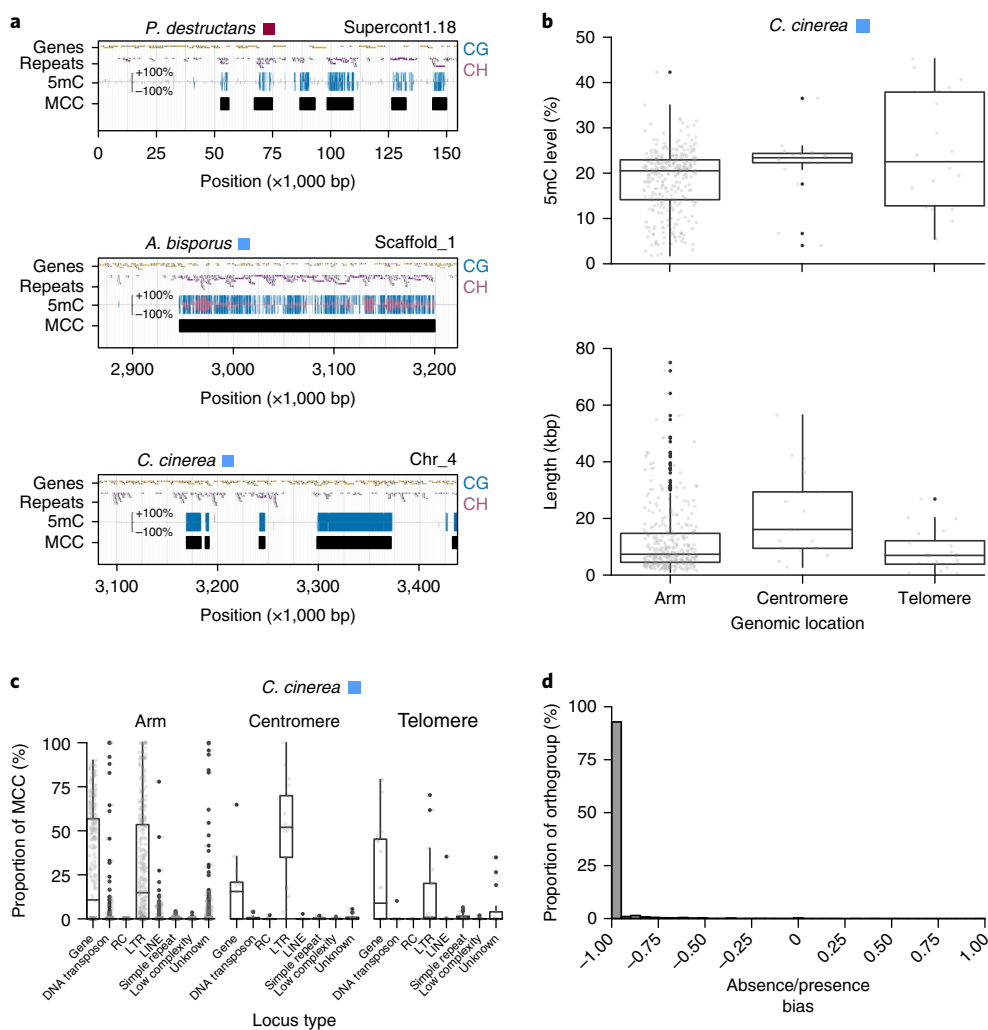 a
P. destructans Supercont1.18
Genes
Repeats
5mC
MCC
+100%
−100%
CG
CH
0 25 50 75 100 125 150
Position (×1,000 bp)
A. bisporus Scaffold_1
Genes
Repeats
5mC
MCC
+100%
−100%
CG
CH
2,900 3,000 3,100 3,200
Position (×1,000 bp)
C. cinerea Chr_4
Genes
Repeats
5mC
MCC
+100%
−100%
CG
CH
3,100 3,200 3,300 3,400
Position (×1,000 bp)
b
C. cinerea
5mC level (%)
50
40
30
20
10
0
Length (kbp)
80
60
40
20
0
Arm Centromere Telomere
Genomic location
c
C. cinerea
Arm Centromere Telomere
Proportion of MCC (%)
100
75
50
25
0
Gene
DNA transposon
RC
LTR
LINE
Simple repeat
Low complexity
Unknown
Gene
DNA transposon
RC
LTR
LINE
Simple repeat
Low complexity
Unknown
Gene
DNA transposon
RC
LTR
LINE
Simple repeat
Low complexity
Unknown
Locus type
d
Proportion of orthogroup (%)
100
75
50
25
0
−1.00 −0.75 −0.50 −0.25 0 0.25 0.50 0.75 1.00
Absence/presence
bias